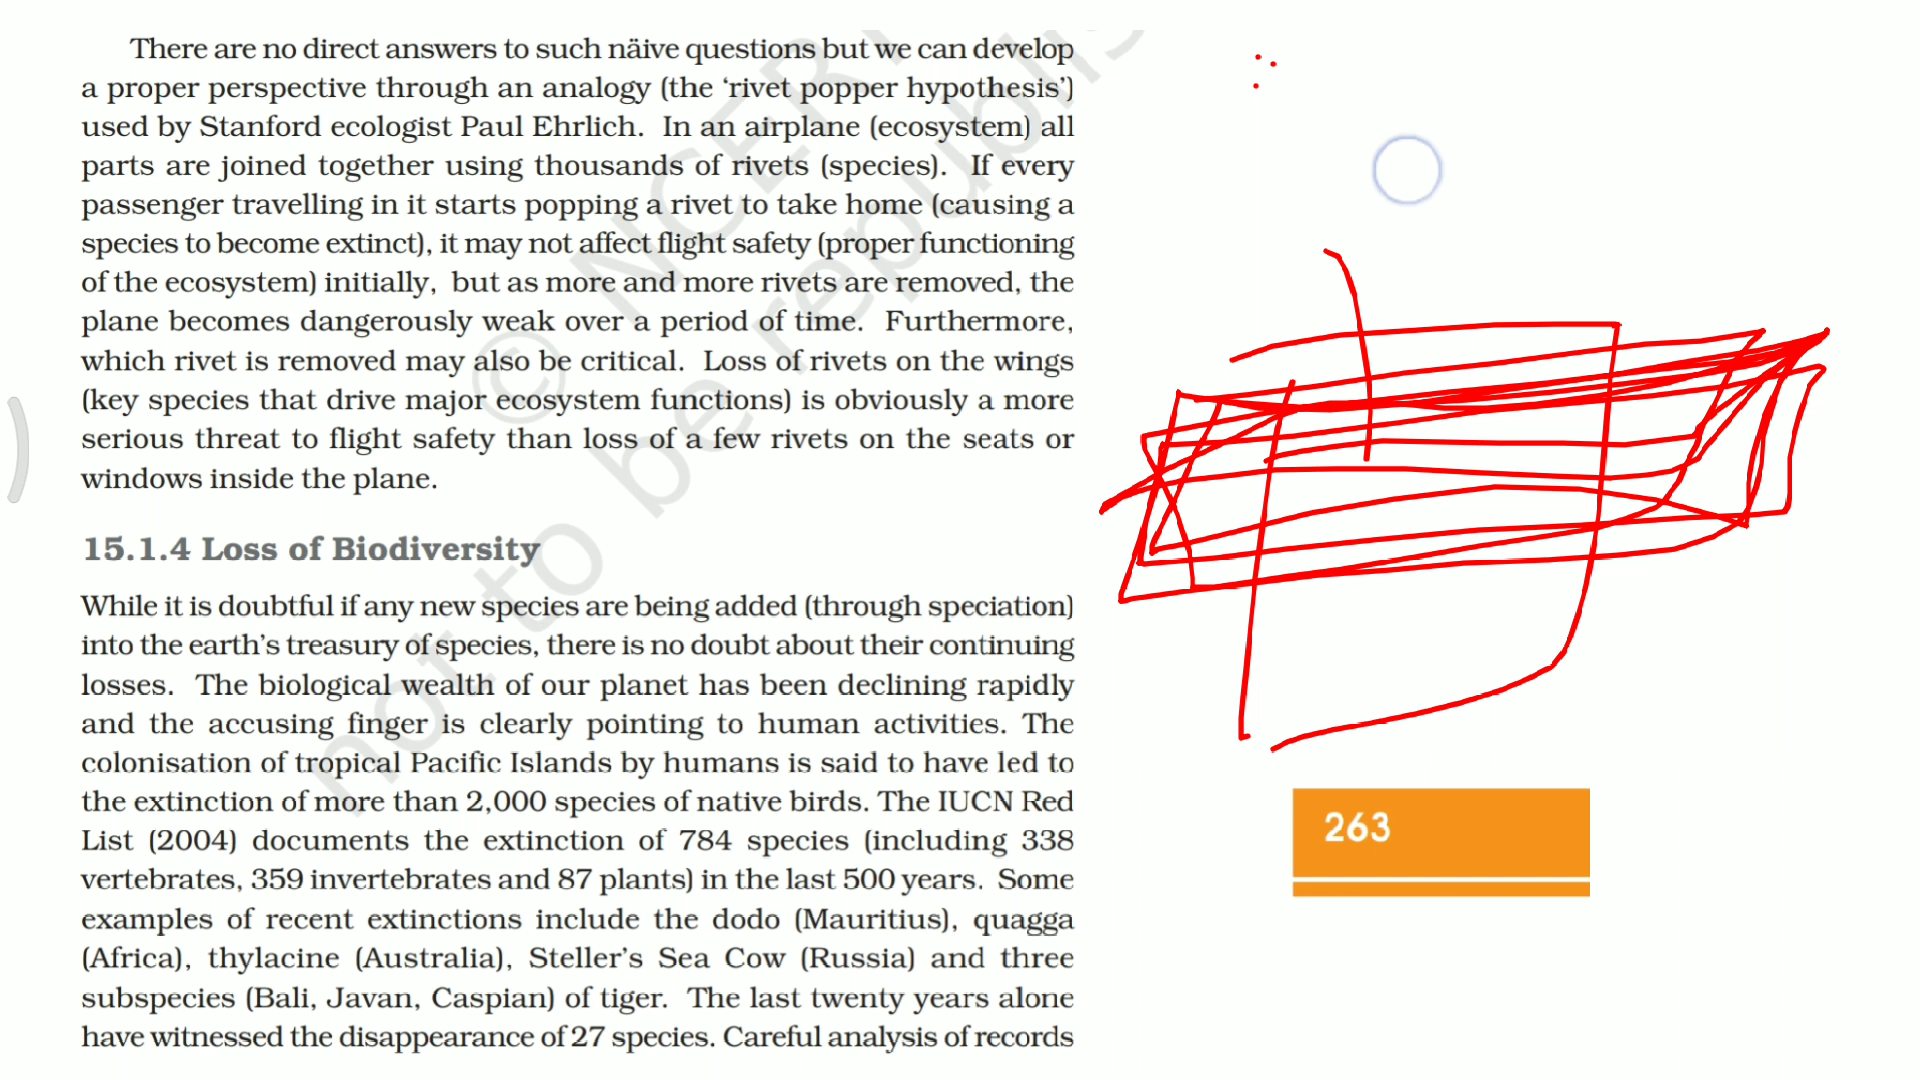 There are no direct answers to such näive questions but we can develop
a proper perspective through an analogy (the ‘rivet popper hypothesis’)
used by Stanford ecologist Paul Ehrlich. In an airplane (ecosystem) all
parts are joined together using thousands of rivets (species). If every
passenger travelling in it starts popping a rivet to take home (causing a
species to become extinct), it may not affect flight safety (proper functioning
of the ecosystem) initially, but as more and more rivets are removed, the
plane becomes dangerously weak over a period of time. Furthermore,
which rivet is removed may also be critical. Loss of rivets on the wings
(key species that drive major ecosystem functions) is obviously a more
serious threat to flight safety than loss of a few rivets on the seats or
windows inside the plane.
15.1.4 Loss of Biodiversity
While it is doubtful if any new species are being added (through speciation)
into the earth’s treasury of species, there is no doubt about their continuing
losses. The biological wealth of our planet has been declining rapidly
and the accusing finger is clearly pointing to human activities. The
colonisation of tropical Pacific Islands by humans is said to have led to
the extinction of more than 2,000 species of native birds. The IUCN Red
List (2004) documents the extinction of 784 species (including 338
vertebrates, 359 invertebrates and 87 plants) in the last 500 years. Some
examples of recent extinctions include the dodo (Mauritius), quagga
(Africa), thylacine (Australia), Steller’s Sea Cow (Russia) and three
subspecies (Bali, Javan, Caspian) of tiger. The last twenty years alone
have witnessed the disappearance of 27 species. Careful analysis of records
263
© NCERT
not to be republis